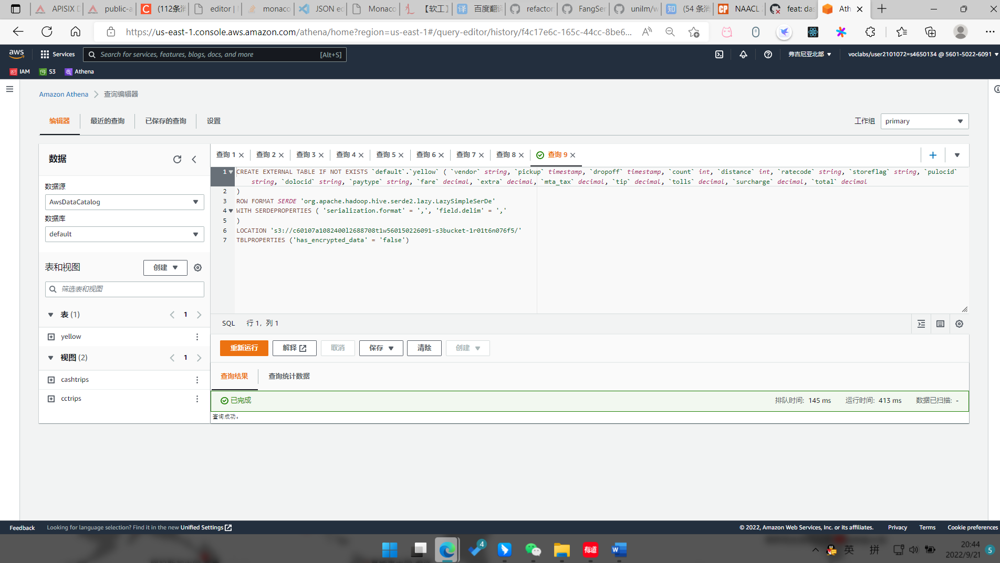 APISIX D
public-a
(112条消
editor | M
monaco
JSON ed
Monaco
【软工】
百度翻译
refactor
FangSer
unilm/w
(54 条消
NAACL
feat: das
Ath
https://us-east-1.console.aws.amazon.com/athena/home?region=us-east-1#/query-editor/history/f4c17e6c-165c-44cc-8be6...
aws
Services
Search for services, features, blogs, docs, and more
[Alt+S]
弗吉尼亚北部
voclabs/user2101072=s4650134 @ 5601-5022-6091
IAM
S3
Athena
Amazon Athena
查询编辑器
编辑器
最近的查询
已保存的查询
设置
工作组
primary
数据
数据源
AwsDataCatalog
数据库
default
表和视图
创建
筛选表和视图
表 (1)
1
yellow
视图 (2)
1
cashtrips
cctrips
查询 1
查询 2
查询 3
查询 4
查询 5
查询 6
查询 7
查询 8
查询 9
1 CREATE EXTERNAL TABLE IF NOT EXISTS `default`.`yellow` ( `vendor` string, `pickup` timestamp, `dropoff` timestamp, `count` int, `distance` int, `ratecode` string, `storeflag` string, `pulocid`
string, `dolocid` string, `paytype` string, `fare` decimal, `extra` decimal, `mta_tax` decimal, `tip` decimal, `tolls` decimal, `surcharge` decimal, `total` decimal
2 )
3 ROW FORMAT SERDE 'org.apache.hadoop.hive.serde2.lazy.LazySimpleSerDe'
4 WITH SERDEPROPERTIES ( 'serialization.format' = ',', 'field.delim' = ','
5 )
6 LOCATION 's3://c60107a1082400l2688708t1w560150226091-s3bucket-1r01t6n076f5/'
7 TBLPROPERTIES ('has_encrypted_data' = 'false')
SQL
行 1，列 1
重新运行
解释
取消
保存
清除
创建
查询结果
查询统计数据
已完成
排队时间: 145 ms
运行时间: 413 ms
数据已扫描: -
查询成功。
Feedback
Looking for language selection? Find it in the new Unified Settings
© 2022, Amazon Web Services, Inc. or its affiliates.
Privacy
Terms
Cookie preferences
4
有道
英
拼
20:44
2022/9/21
5